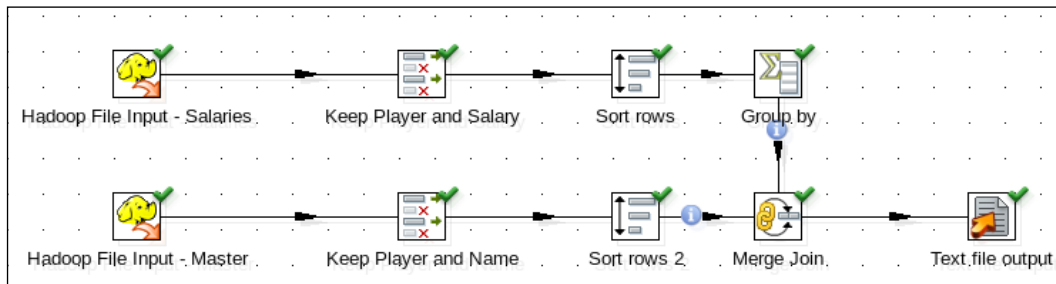 Hadoop File Input - Salaries
Keep Player and Salary
Sort rows
Group by
Hadoop File Input - Master
Keep Player and Name
Sort rows 2
Merge Join
Text file output